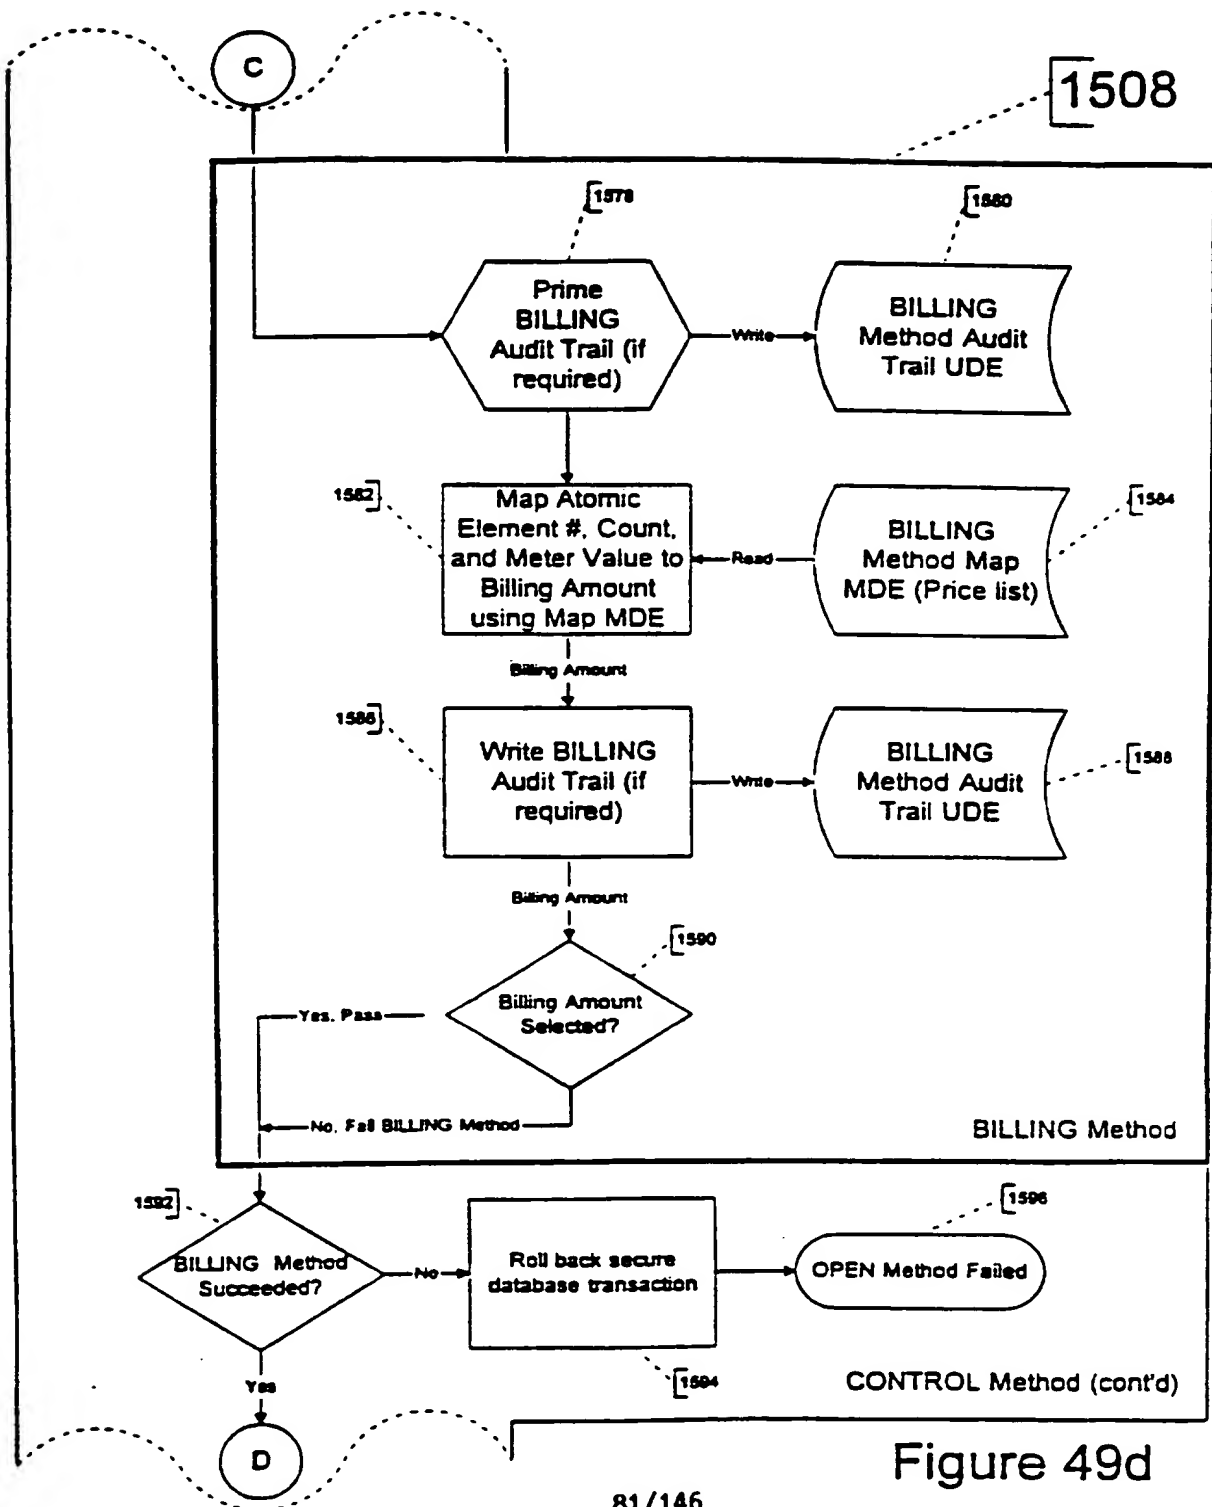 C
1508
1578
1580
Prime
BILLING
Audit Trail (if
required)
Write
BILLING
Method Audit
Trail UDE
1582
Map Atomic
Element #, Count,
and Meter Value to
Billing Amount
using Map MDE
Read
BILLING
Method Map
MDE (Price list)
1584
Billing Amount
1586
Write BILLING
Audit Trail (if
required)
Write
BILLING
Method Audit
Trail UDE
1588
Billing Amount
1590
Billing Amount
Selected?
Yes, Pass
No, Fail BILLING Method
BILLING Method
1592
BILLING Method
Succeeded?
No
Roll back secure
database transaction
1596
OPEN Method Failed
Yes
1594
CONTROL Method (cont'd)
D
Figure 49d
81/146